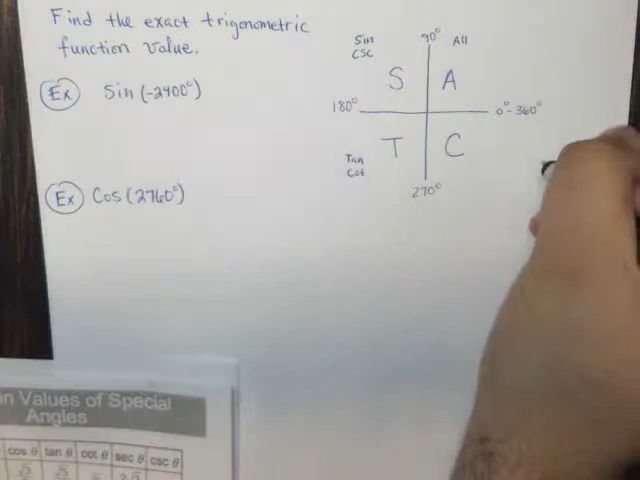 Find the exact trigonometric
function value.
Ex Sin (-2400°)
Sin
CSC
90°
All
S A
180°
0°-360°
T C
Tan
Cot
270°
Ex Cos (2760°)
n Values of Special
Angles
cos θ tan θ cot θ sec θ csc θ